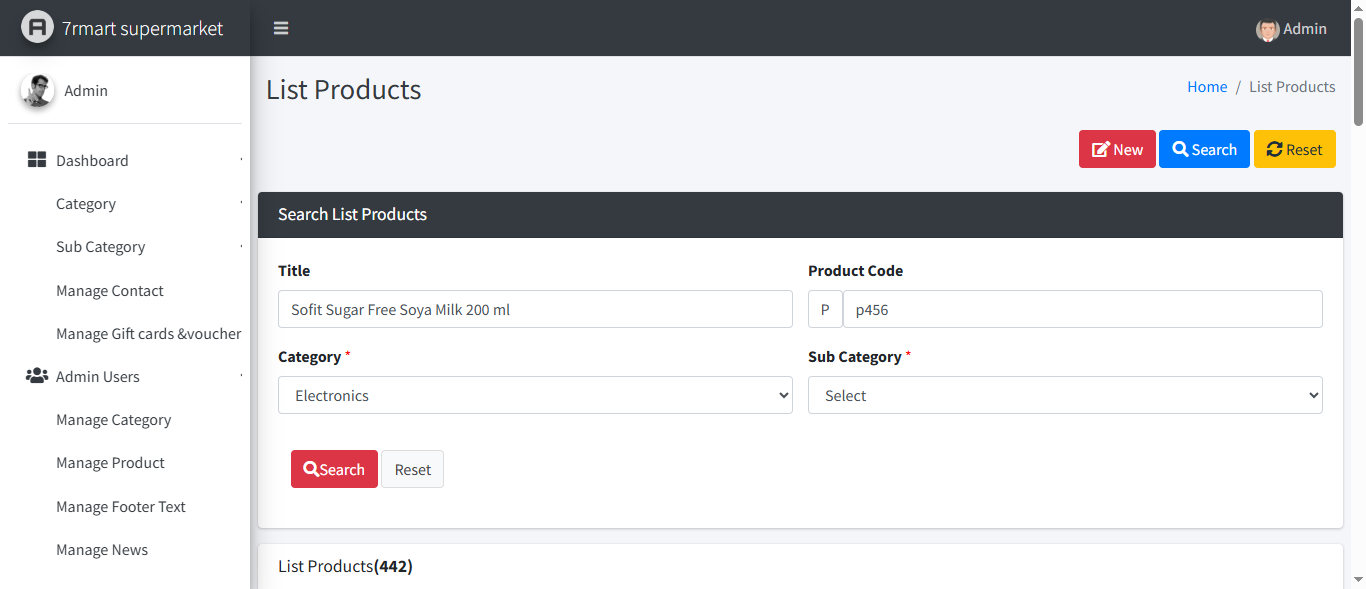 7rmart supermarket
Admin
Admin
List Products
Home / List Products
New Search Reset
Dashboard
Category
Sub Category
Manage Contact
Manage Gift cards &voucher
Admin Users
Manage Category
Manage Product
Manage Footer Text
Manage News
Search List Products
Title
Product Code
Sofit Sugar Free Soya Milk 200 ml
P p456
Category *
Sub Category *
Electronics
Select
Search Reset
List Products(442)